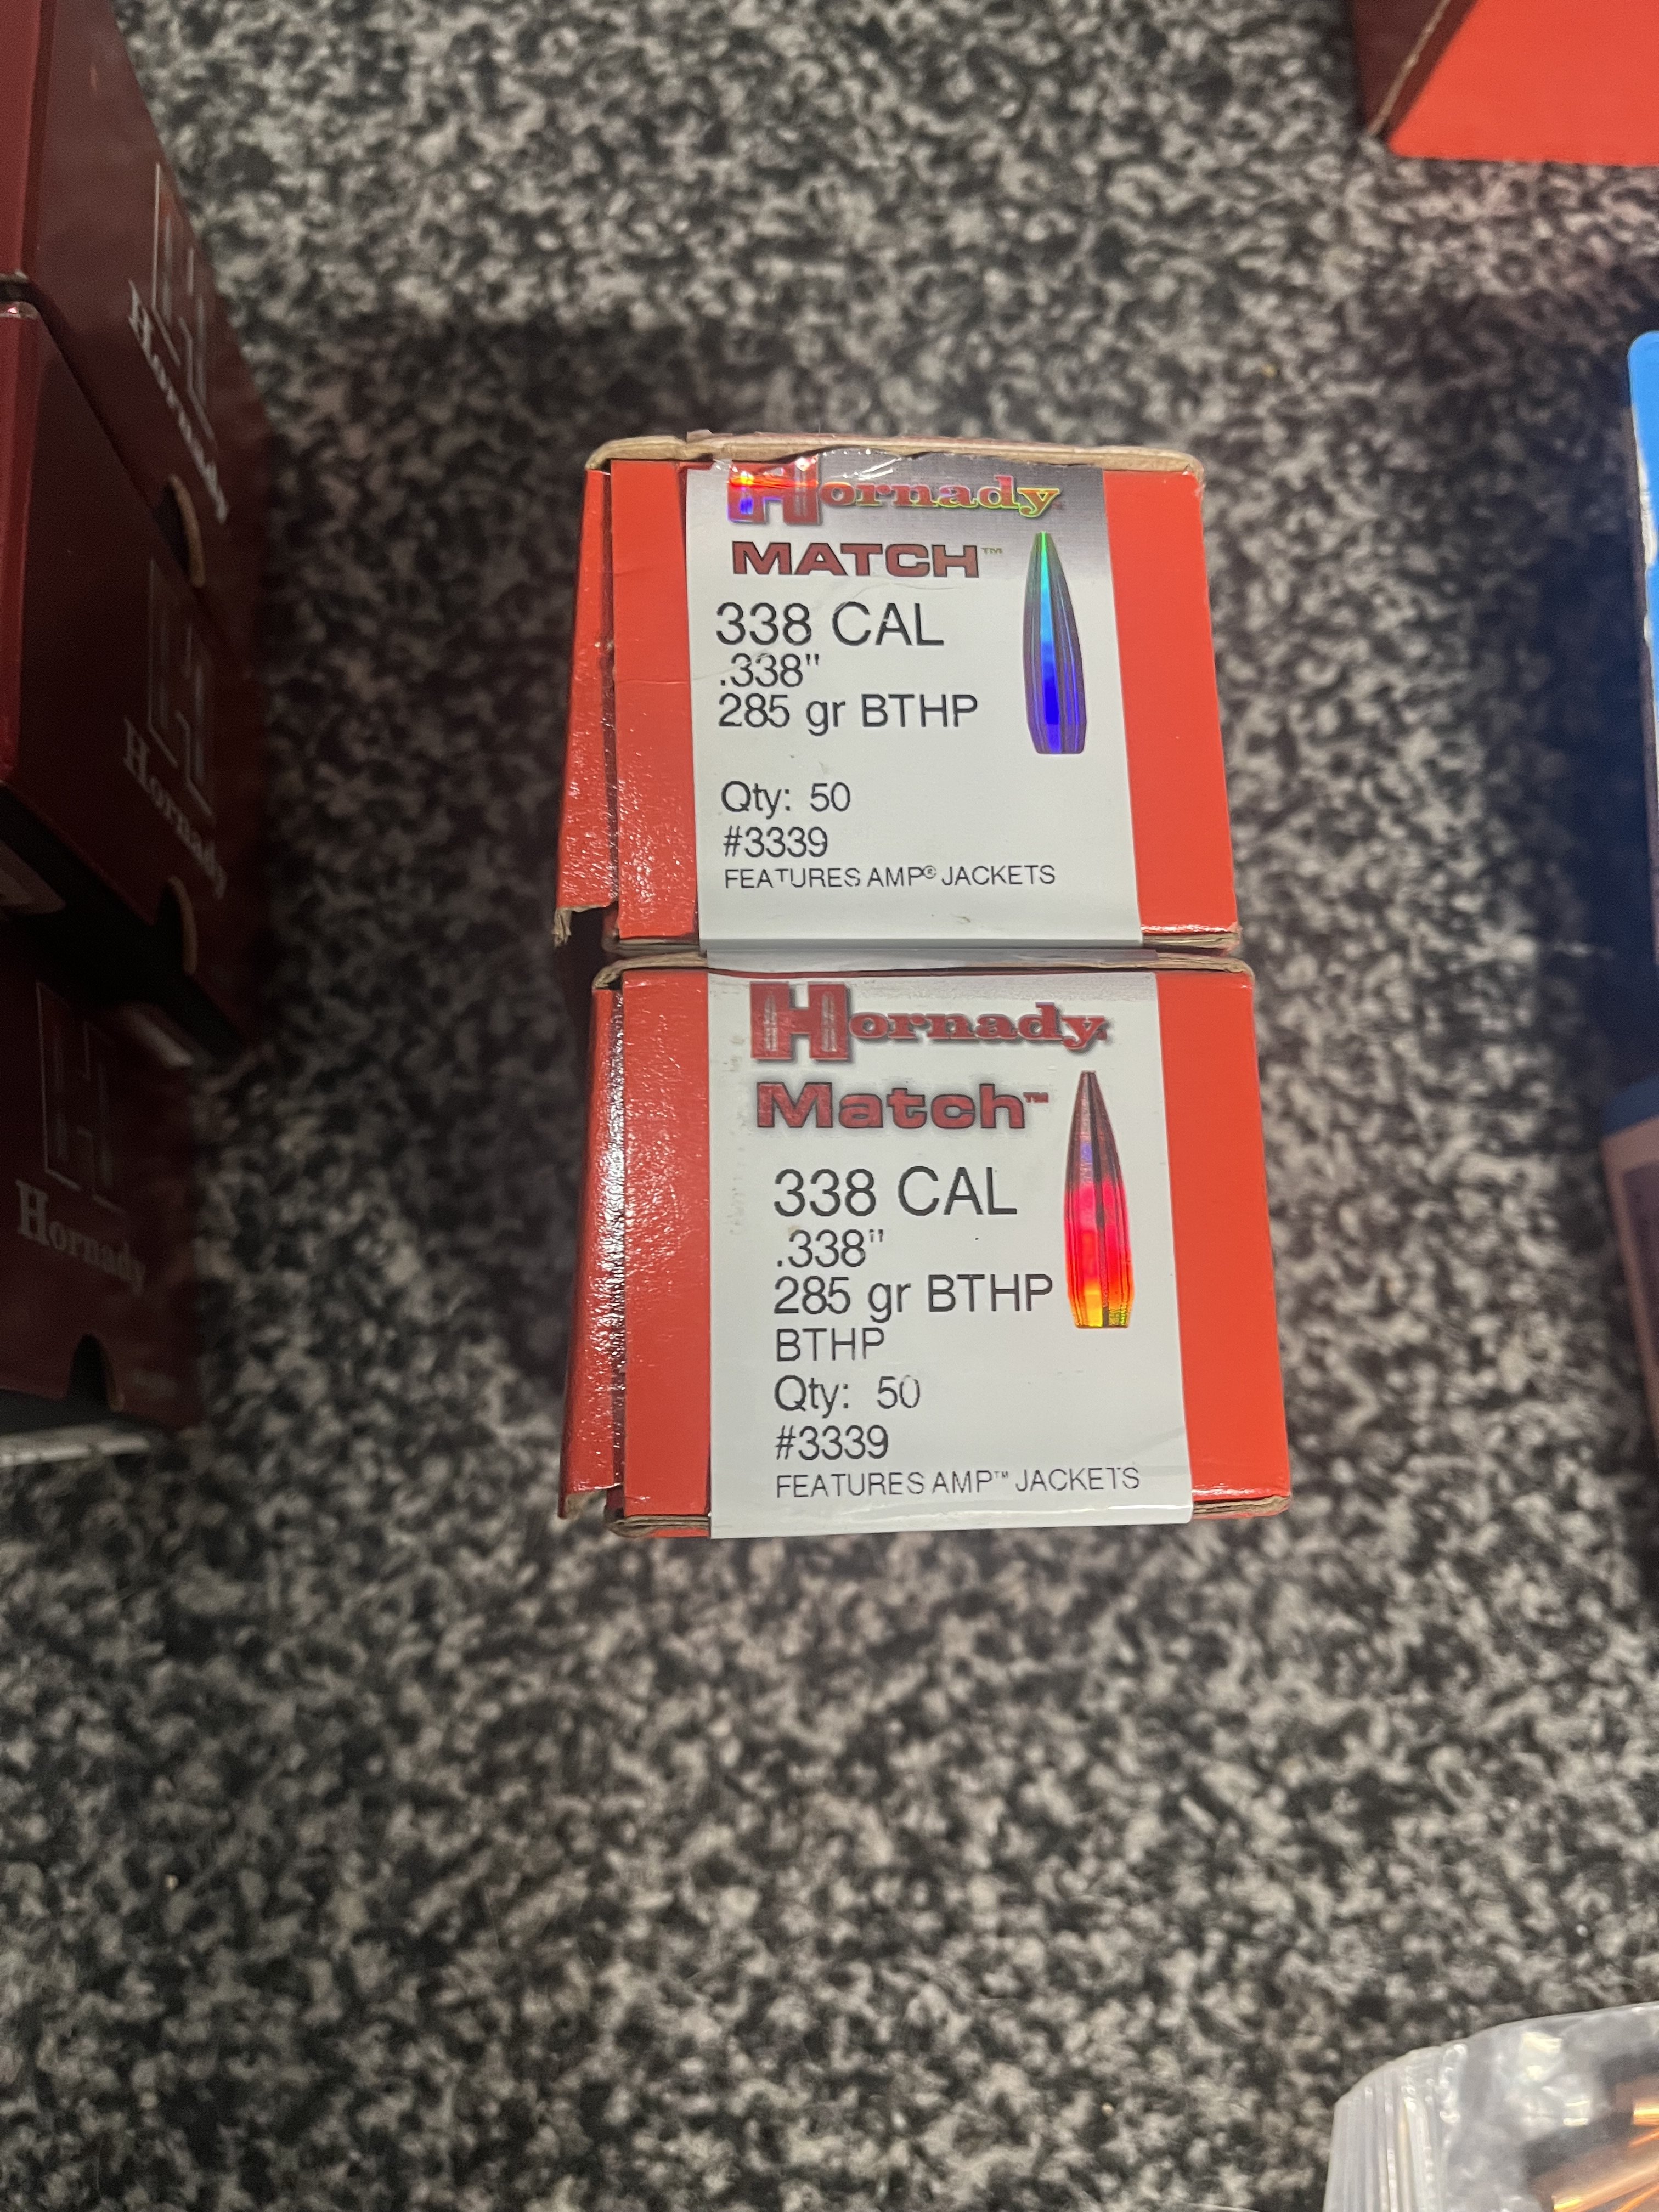 Hornady
Hornady
Hornady
Hornady
MATCH™
338 CAL
.338"
285 gr BTHP
Qty: 50
#3339
FEATURES AMP® JACKETS
Hornady
Match™
338 CAL
.338"
285 gr BTHP
BTHP
Qty: 50
#3339
FEATURES AMP™ JACKETS